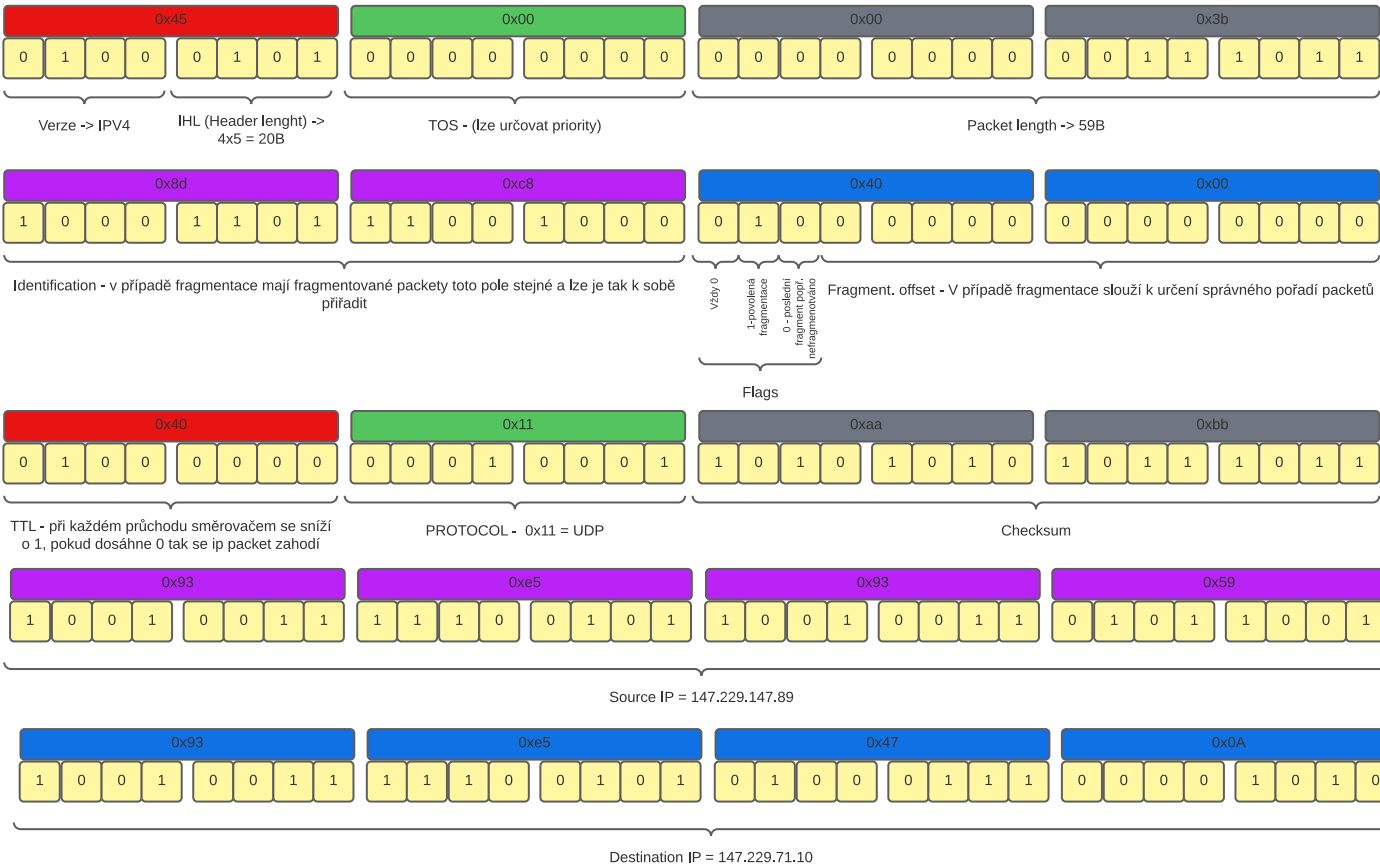 0x45 0x00 0x00 0x3b
0 1 0 0 0 1 0 1 0 0 0 0 0 0 0 0 0 0 0 0 0 0 0 0 0 0 1 1 1 0 1 1
Verze -> IPV4
IHL (Header lenght) ->
4x5 = 20B
TOS - (lze určovat priority)
Packet length -> 59B
0x8d 0xc8 0x40 0x00
1 0 0 0 1 1 0 1 1 1 0 0 1 0 0 0 0 1 0 0 0 0 0 0 0 0 0 0 0 0 0 0
Identification - v případě fragmentace mají fragmentované packety toto pole stejné a lze je tak k sobě
přiřadit
Vždy 0
1-povolená
fragmentace
0 - poslední
fragment popř.
nefragmenotváno
Fragment. offset - V případě fragmentace slouží k určení správného pořadí packetů
Flags
0x40 0x11 0xaa 0xbb
0 1 0 0 0 0 0 0 0 0 0 1 0 0 0 1 1 0 1 0 1 0 1 0 1 0 1 1 1 0 1 1
TTL - při každém průchodu směrovačem se sníží
o 1, pokud dosáhne 0 tak se ip packet zahodí
PROTOCOL - 0x11 = UDP
Checksum
0x93 0xe5 0x93 0x59
1 0 0 1 0 0 1 1 1 1 1 0 0 1 0 1 1 0 0 1 0 0 1 1 0 1 0 1 1 0 0 1
Source IP = 147.229.147.89
0x93 0xe5 0x47 0x0A
1 0 0 1 0 0 1 1 1 1 1 0 0 1 0 1 0 1 0 0 0 1 1 1 0 0 0 0 1 0 1 0
Destination IP = 147.229.71.10